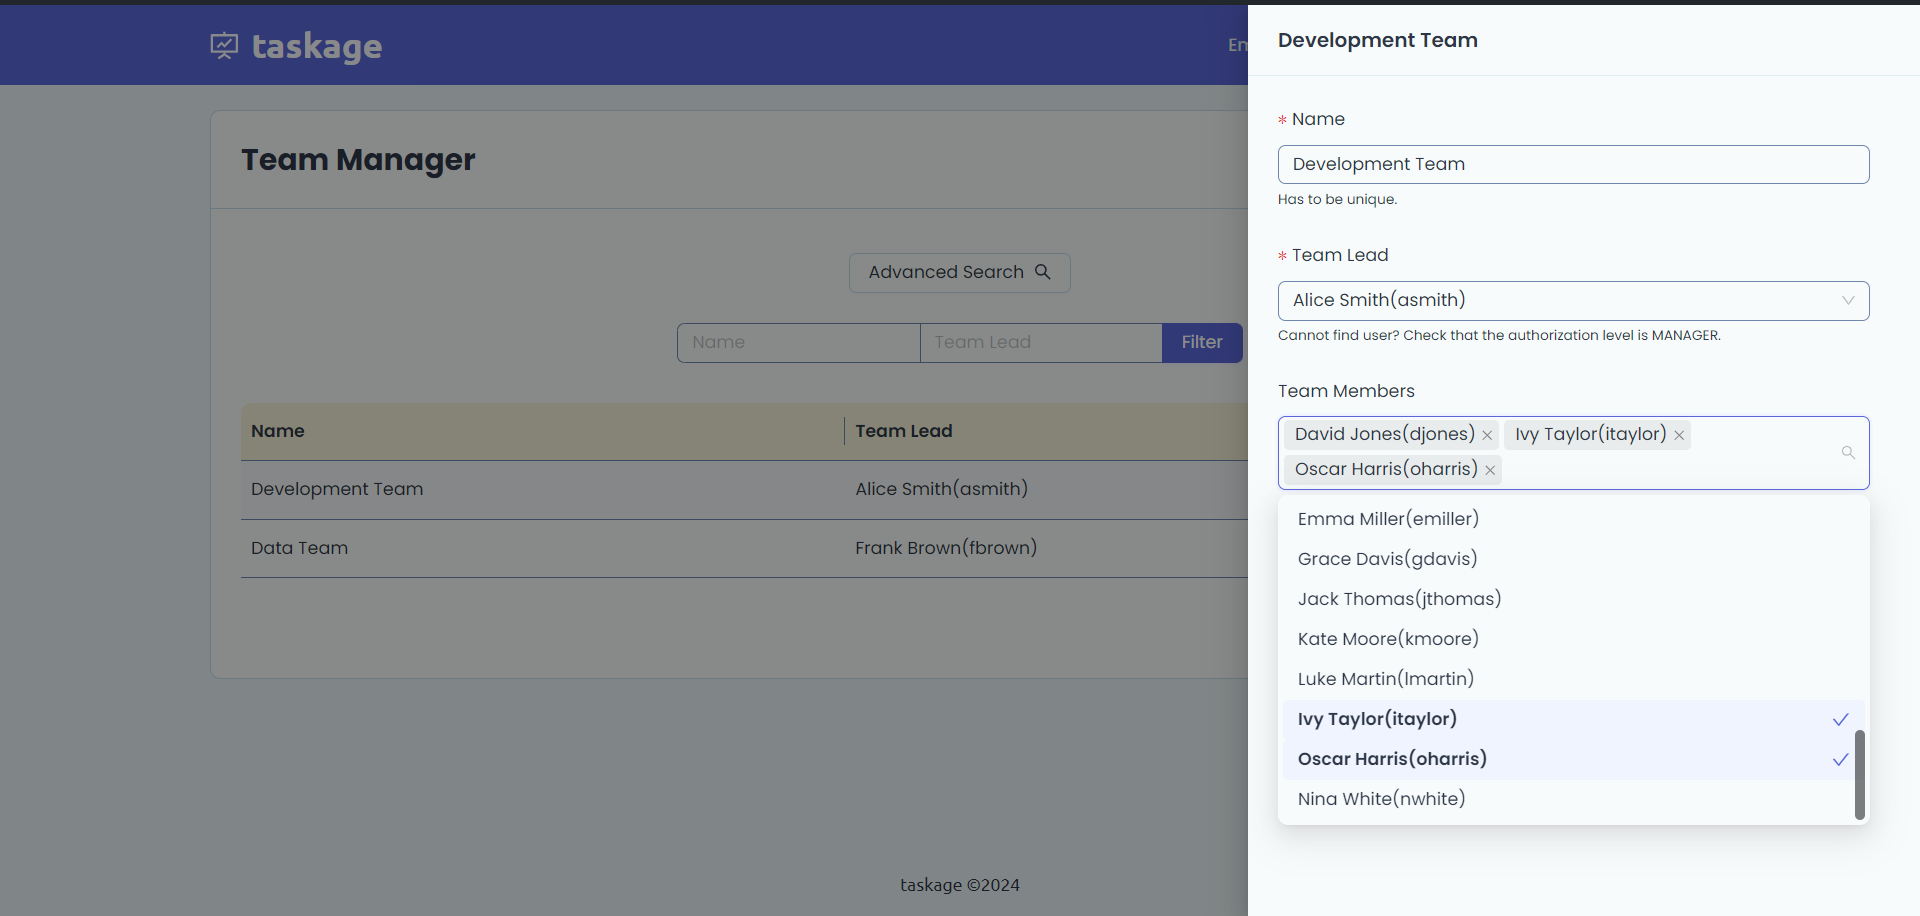 taskage
Em
Team Manager
Advanced Search
Name
Team Lead
Filter
Name
Team Lead
Development Team
Alice Smith(asmith)
Data Team
Frank Brown(fbrown)
taskage ©2024
Development Team
* Name
Development Team
Has to be unique.
* Team Lead
Alice Smith(asmith)
Cannot find user? Check that the authorization level is MANAGER.
Team Members
David Jones(djones) Ivy Taylor(itaylor)
Oscar Harris(oharris)
Emma Miller(emiller)
Grace Davis(gdavis)
Jack Thomas(jthomas)
Kate Moore(kmoore)
Luke Martin(lmartin)
Ivy Taylor(itaylor)
Oscar Harris(oharris)
Nina White(nwhite)